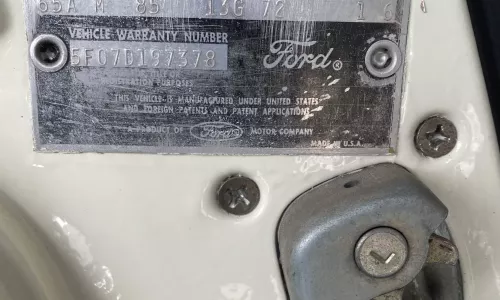 65A M 85 12G 72 1 6
VEHICLE WARRANTY NUMBER
5F07D197378
Ford®
PURPOSES
THIS VEHICLE IS MANUFACTURED UNDER UNITED STATES
AND FOREIGN PATENTS AND PATENT APPLICATIONS
A PRODUCT OF Ford MOTOR COMPANY
MADE IN U.S.A.